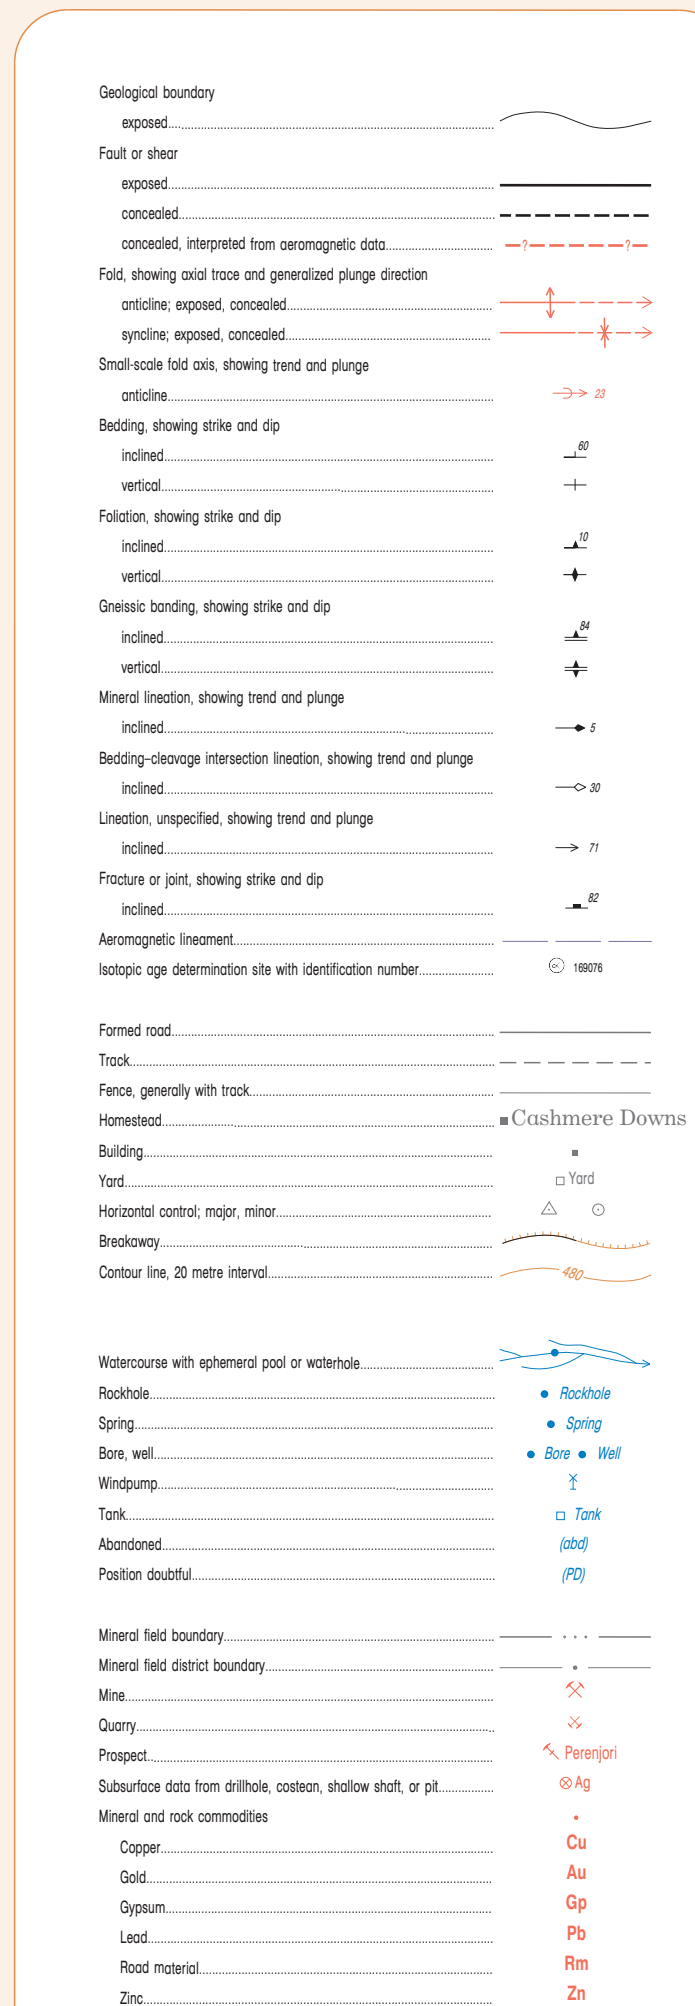 Geological boundary
exposed
Fault or shear
exposed
concealed
concealed, interpreted from aeromagnetic data ? ?
Fold, showing axial trace and generalized plunge direction
anticline; exposed, concealed
syncline; exposed, concealed
Small-scale fold axis, showing trend and plunge
anticline 23
Bedding, showing strike and dip
inclined 60
vertical
Foliation, showing strike and dip
inclined 10
vertical
Gneissic banding, showing strike and dip
inclined 84
vertical
Mineral lineation, showing trend and plunge
inclined 5
Bedding–cleavage intersection lineation, showing trend and plunge
inclined 30
Lineation, unspecified, showing trend and plunge
inclined 71
Fracture or joint, showing strike and dip
inclined 82
Aeromagnetic lineament
Isotopic age determination site with identification number 169076
Formed road
Track
Fence, generally with track
Homestead Cashmere Downs
Building
Yard Yard
Horizontal control; major, minor
Breakaway
Contour line, 20 metre interval 480
Watercourse with ephemeral pool or waterhole
Rockhole Rockhole
Spring Spring
Bore, well Bore Well
Windpump
Tank Tank
Abandoned (abd)
Position doubtful (PD)
Mineral field boundary
Mineral field district boundary
Mine
Quarry
Prospect Perenjori
Subsurface data from drillhole, costean, shallow shaft, or pit Ag
Mineral and rock commodities
Copper Cu
Gold Au
Gypsum Gp
Lead Pb
Road material Rm
Zinc Zn